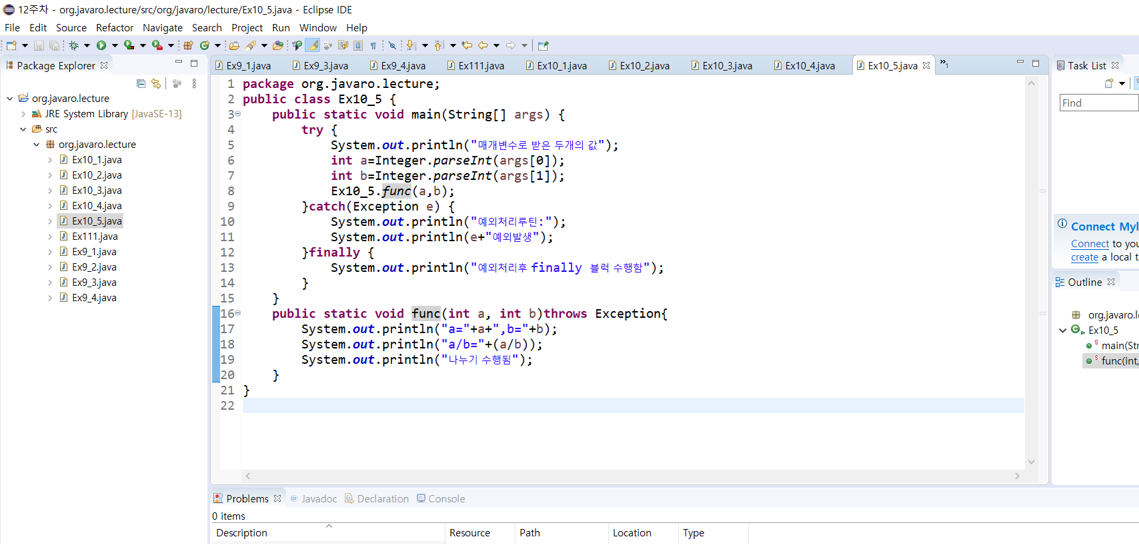 12주차 - org.javaro.lecture/src/org/javaro/lecture/Ex10_5.java - Eclipse IDE
File Edit Source Refactor Navigate Search Project Run Window Help
Package Explorer
org.javaro.lecture
JRE System Library [JavaSE-13]
src
org.javaro.lecture
Ex10_1.java
Ex10_2.java
Ex10_3.java
Ex10_4.java
Ex10_5.java
Ex111.java
Ex9_1.java
Ex9_2.java
Ex9_3.java
Ex9_4.java
Ex9_1.java Ex9_3.java Ex9_4.java Ex111.java Ex10_1.java Ex10_2.java Ex10_3.java Ex10_4.java Ex10_5.java »1
1 package org.javaro.lecture;
2 public class Ex10_5 {
3 public static void main(String[] args) {
4 try {
5 System.out.println("매개변수로 받은 두개의 값");
6 int a=Integer.parseInt(args[0]);
7 int b=Integer.parseInt(args[1]);
8 Ex10_5.func(a,b);
9 }catch(Exception e) {
10 System.out.println("예외처리루틴:");
11 System.out.println(e+"예외발생");
12 }finally {
13 System.out.println("예외처리후 finally 블럭 수행함");
14 }
15 }
16 public static void func(int a, int b)throws Exception{
17 System.out.println("a="+a+",b="+b);
18 System.out.println("a/b="+(a/b));
19 System.out.println("나누기 수행됨");
20 }
21 }
22
Task List
Find
Connect Myl
Connect to you
create a local t
Outline
org.javaro.le
Ex10_5
main(Str
func(int,
Problems Javadoc Declaration Console
0 items
Description Resource Path Location Type